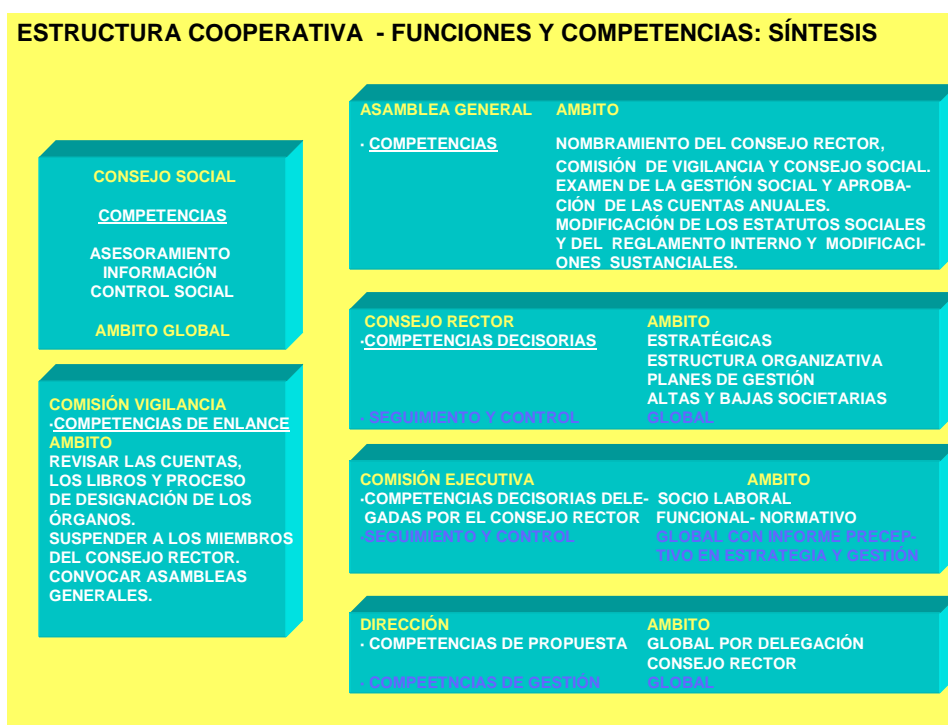 ESTRUCTURA COOPERATIVA - FUNCIONES Y COMPETENCIAS: SÍNTESIS
CONSEJO SOCIAL
COMPETENCIAS
ASESORAMIENTO
INFORMACIÓN
CONTROL SOCIAL
AMBITO GLOBAL
COMISIÓN VIGILANCIA
·COMPETENCIAS DE ENLANCE
AMBITO
REVISAR LAS CUENTAS,
LOS LIBROS Y PROCESO
DE DESIGNACIÓN DE LOS
ÓRGANOS.
SUSPENDER A LOS MIEMBROS
DEL CONSEJO RECTOR.
CONVOCAR ASAMBLEAS
GENERALES.
ASAMBLEA GENERAL AMBITO
· COMPETENCIAS NOMBRAMIENTO DEL CONSEJO RECTOR,
COMISIÓN DE VIGILANCIA Y CONSEJO SOCIAL.
EXAMEN DE LA GESTIÓN SOCIAL Y APROBA-
CIÓN DE LAS CUENTAS ANUALES.
MODIFICACIÓN DE LOS ESTATUTOS SOCIALES
Y DEL REGLAMENTO INTERNO Y MODIFICACI-
ONES SUSTANCIALES.
CONSEJO RECTOR AMBITO
·COMPETENCIAS DECISORIAS ESTRATÉGICAS
ESTRUCTURA ORGANIZATIVA
PLANES DE GESTIÓN
ALTAS Y BAJAS SOCIETARIAS
· SEGUIMIENTO Y CONTROL GLOBAL
COMISIÓN EJECUTIVA AMBITO
·COMPETENCIAS DECISORIAS DELE- SOCIO LABORAL
GADAS POR EL CONSEJO RECTOR FUNCIONAL- NORMATIVO
·SEGUIMIENTO Y CONTROL GLOBAL CON INFORME PRECEP-
TIVO EN ESTRATEGIA Y GESTIÓN
DIRECCIÓN AMBITO
· COMPETENCIAS DE PROPUESTA GLOBAL POR DELEGACIÓN
CONSEJO RECTOR
· COMPEETNCIAS DE GESTIÓN GLOBAL